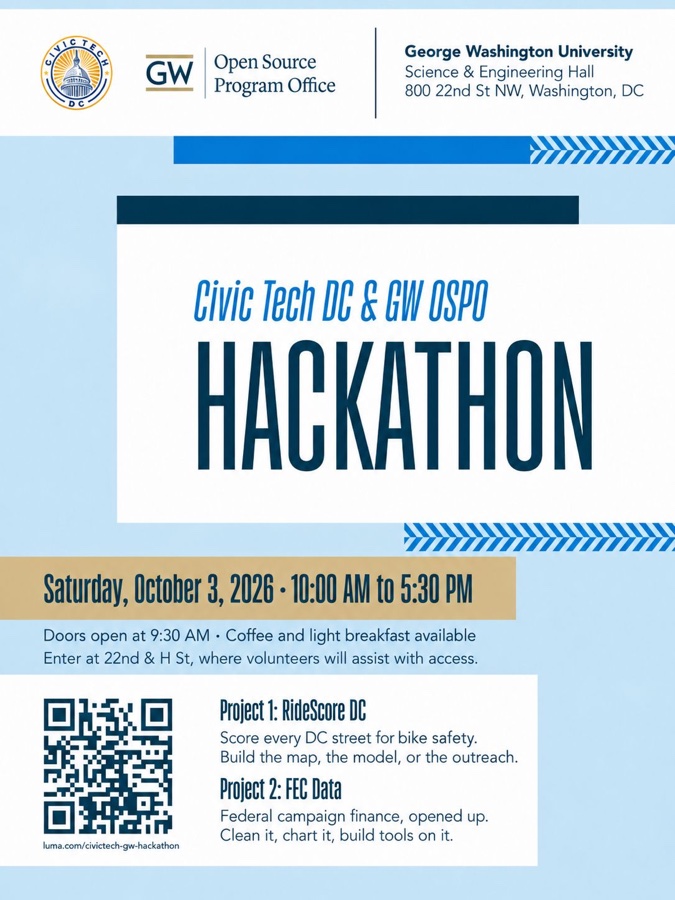 CIVIC TECH
DC
GW
Open Source
Program Office
George Washington University
Science & Engineering Hall
800 22nd St NW, Washington, DC
Civic Tech DC & GW OSPO
HACKATHON
Saturday, October 3, 2026 • 10:00 AM to 5:30 PM
Doors open at 9:30 AM • Coffee and light breakfast available
Enter at 22nd & H St, where volunteers will assist with access.
luma.com/civictech-gw-hackathon
Project 1: RideScore DC
Score every DC street for bike safety.
Build the map, the model, or the outreach.
Project 2: FEC Data
Federal campaign finance, opened up.
Clean it, chart it, build tools on it.